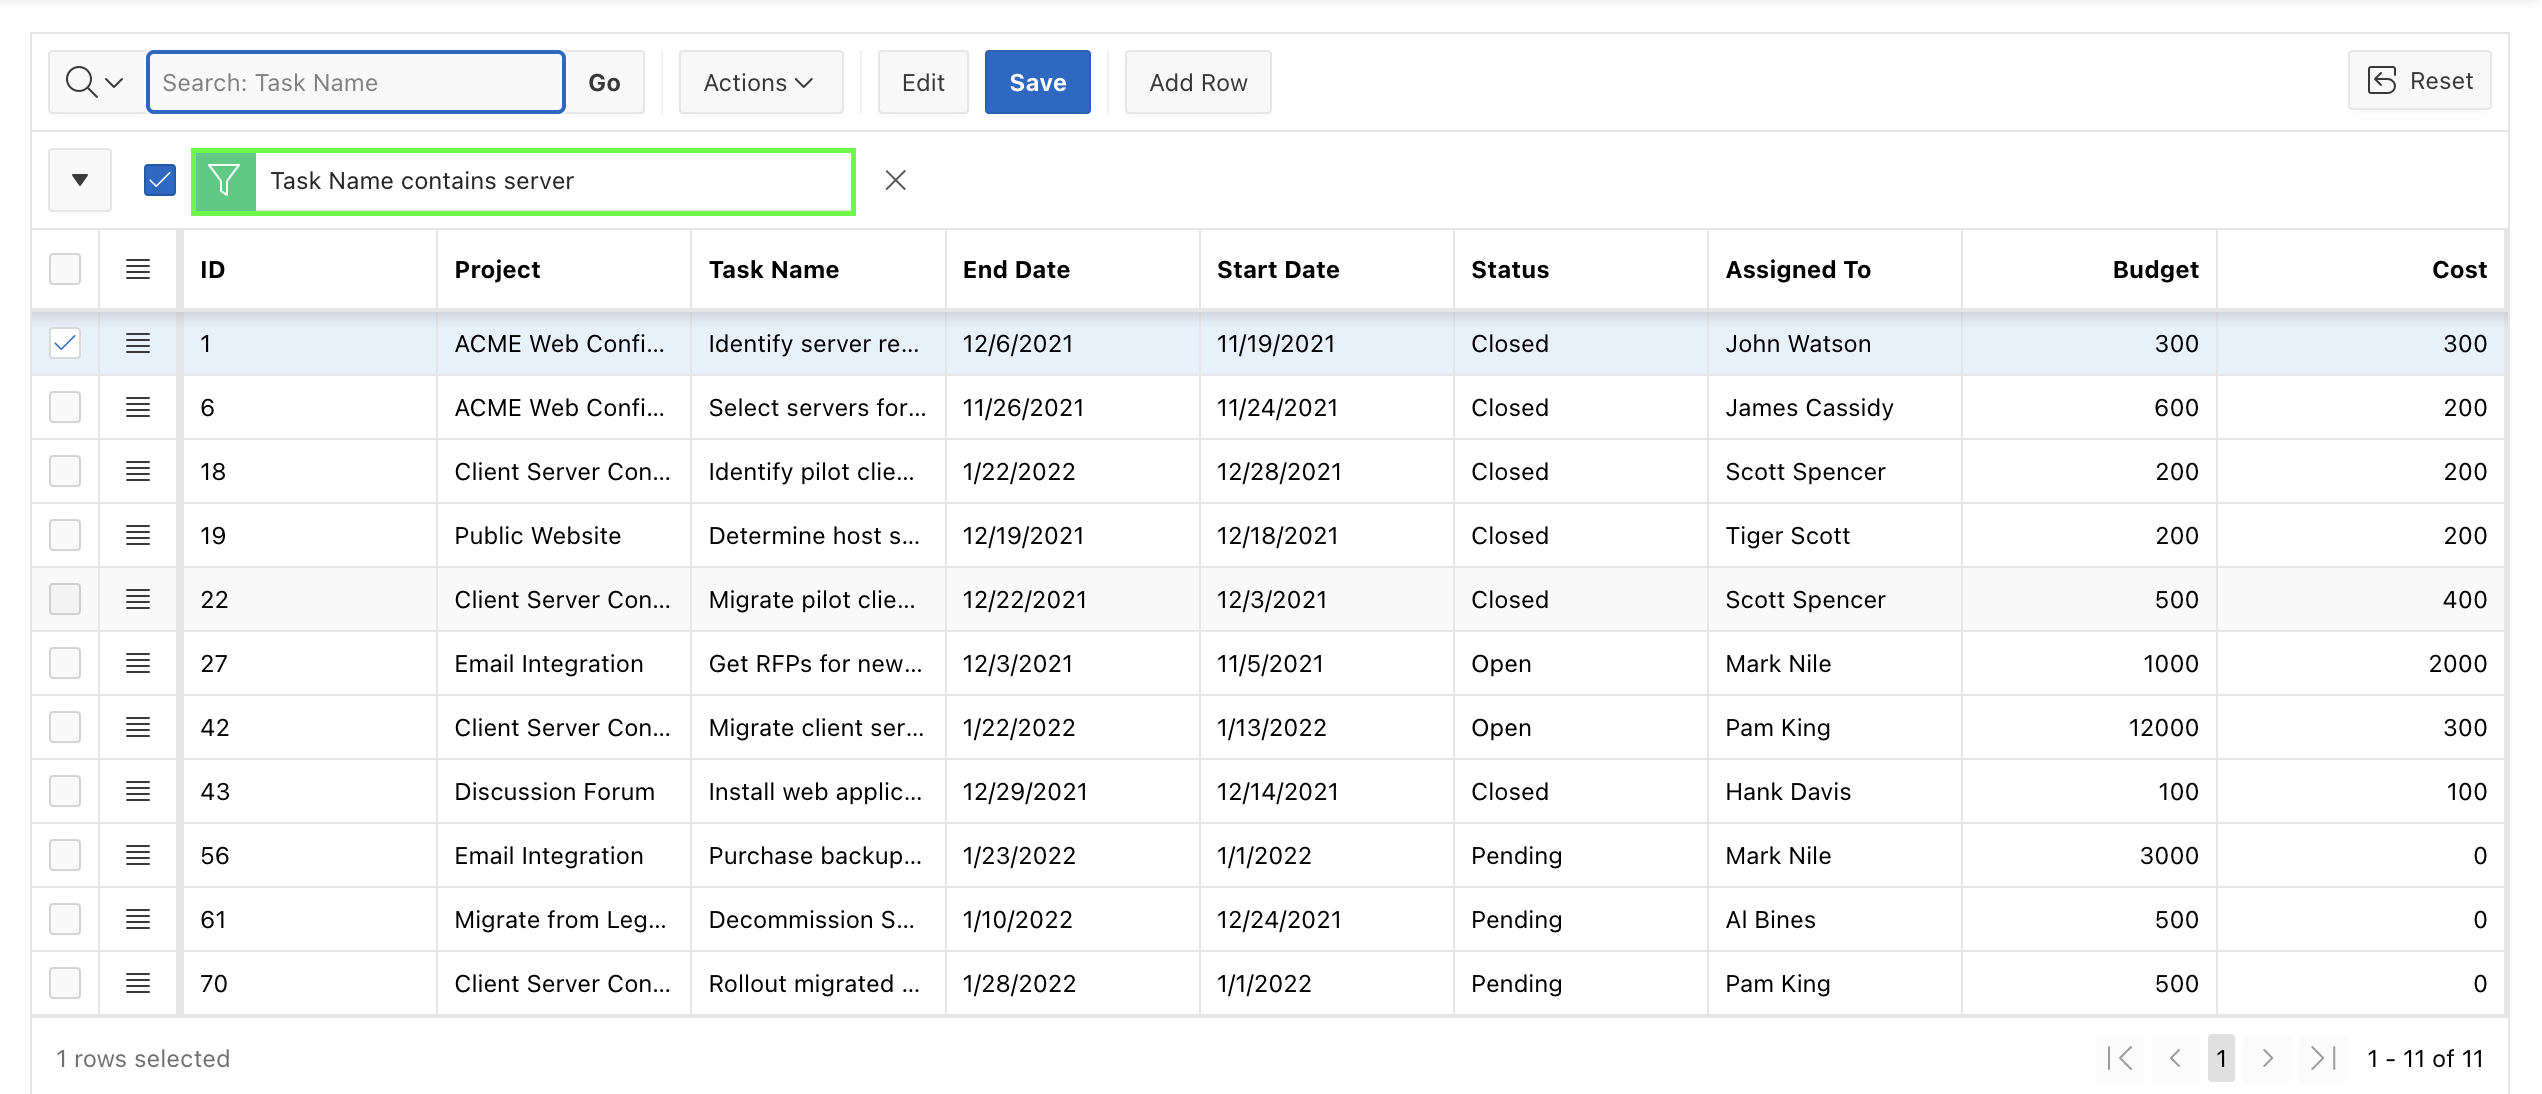 Search: Task Name Go Actions Edit Save Add Row Reset
Task Name contains server
ID Project Task Name End Date Start Date Status Assigned To Budget Cost
1 ACME Web Confi... Identify server re... 12/6/2021 11/19/2021 Closed John Watson 300 300
6 ACME Web Confi... Select servers for... 11/26/2021 11/24/2021 Closed James Cassidy 600 200
18 Client Server Con... Identify pilot clie... 1/22/2022 12/28/2021 Closed Scott Spencer 200 200
19 Public Website Determine host s... 12/19/2021 12/18/2021 Closed Tiger Scott 200 200
22 Client Server Con... Migrate pilot clie... 12/22/2021 12/3/2021 Closed Scott Spencer 500 400
27 Email Integration Get RFPs for new... 12/3/2021 11/5/2021 Open Mark Nile 1000 2000
42 Client Server Con... Migrate client ser... 1/22/2022 1/13/2022 Open Pam King 12000 300
43 Discussion Forum Install web applic... 12/29/2021 12/14/2021 Closed Hank Davis 100 100
56 Email Integration Purchase backup... 1/23/2022 1/1/2022 Pending Mark Nile 3000 0
61 Migrate from Leg... Decommission S... 1/10/2022 12/24/2021 Pending Al Bines 500 0
70 Client Server Con... Rollout migrated ... 1/28/2022 1/1/2022 Pending Pam King 500 0
1 rows selected 1 1 - 11 of 11